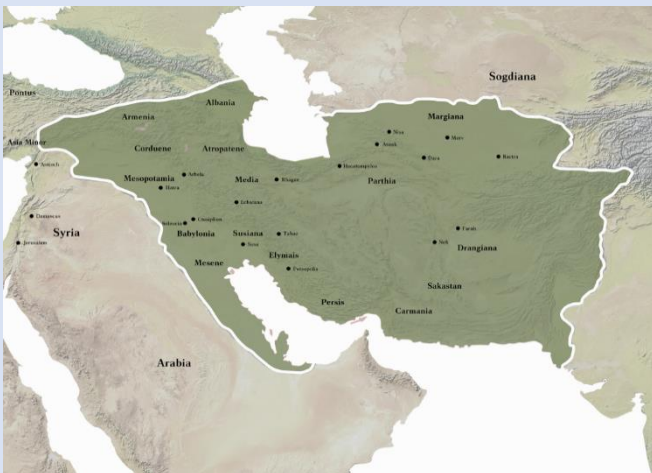 Sogdiana
Pontus
Albania
Armenia
Margiana
Nisa
Merv
Asia Minor
Corduene
Atropatene
Asaak
Dara
Bactra
Antioch
Hecatompylos
Mesopotamia
Arbela
Media
Rhages
Parthia
Hatra
Ecbatana
Damascus
Ctesiphon
Seleucia
Syria
Babylonia
Susiana
Tabae
Farah
Jerusalem
Susa
Drangiana
Elymais
Mesene
Persepolis
Sakastan
Persis
Carmania
Arabia